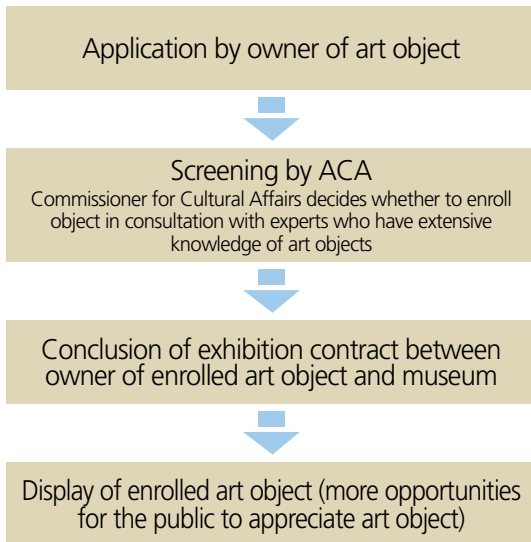 Application by owner of art object
Screening by ACA
Commissioner for Cultural Affairs decides whether to enroll
object in consultation with experts who have extensive
knowledge of art objects
Conclusion of exhibition contract between
owner of enrolled art object and museum
Display of enrolled art object (more opportunities
for the public to appreciate art object)